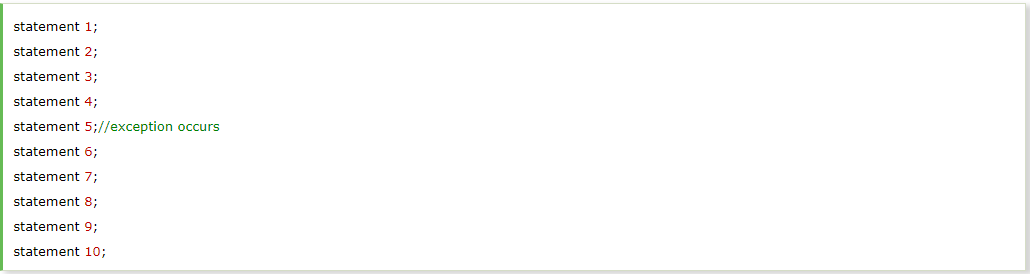 statement 1;
statement 2;
statement 3;
statement 4;
statement 5;//exception occurs
statement 6;
statement 7;
statement 8;
statement 9;
statement 10;